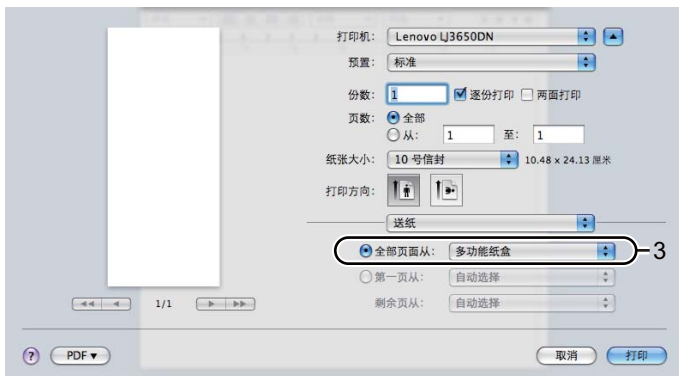 打印机: Lenovo LJ3650DN
预置: 标准
份数: 1 逐份打印 两面打印
页数: 全部
从: 1 至: 1
纸张大小: 10 号信封 10.48 x 24.13 厘米
打印方向:
送纸
全部页面从: 多功能纸盒 3
第一页从: 自动选择
剩余页从: 自动选择
1/1
? PDF 取消 打印